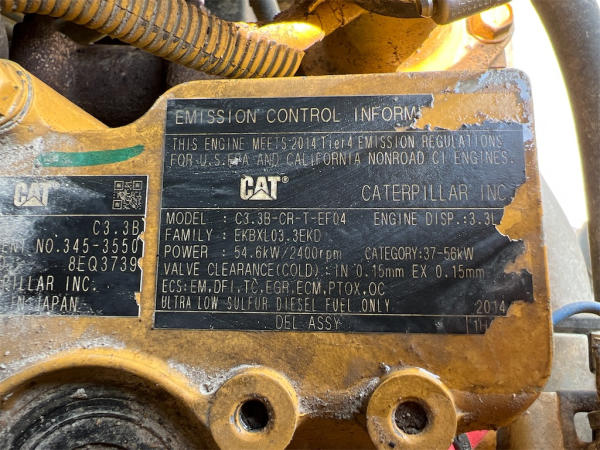 EMISSION CONTROL INFORM
THIS ENGINE MEETS 2014 Tier4 EMISSION REGULATIONS
FOR U.S.EPA AND CALIFORNIA NONROAD CI ENGINES.
CAT® CATERPILLAR INC
MODEL : C3.3B-CR-T-EF04 ENGINE DISP.:3.3L
FAMILY : EKBXL03.3EKD
POWER : 54.6kW/2400rpm CATEGORY:37-56kW
VALVE CLEARANCE(COLD) : IN 0.15mm EX 0.15mm
ECS:EM,DFI,TC,EGR,ECM,PTOX,OC
ULTRA LOW SULFUR DIESEL FUEL ONLY 2014
DEL ASSY
CAT
C3.3B
ENT NO.345-3550
8EQ3739
PILLAR INC.
IN JAPAN